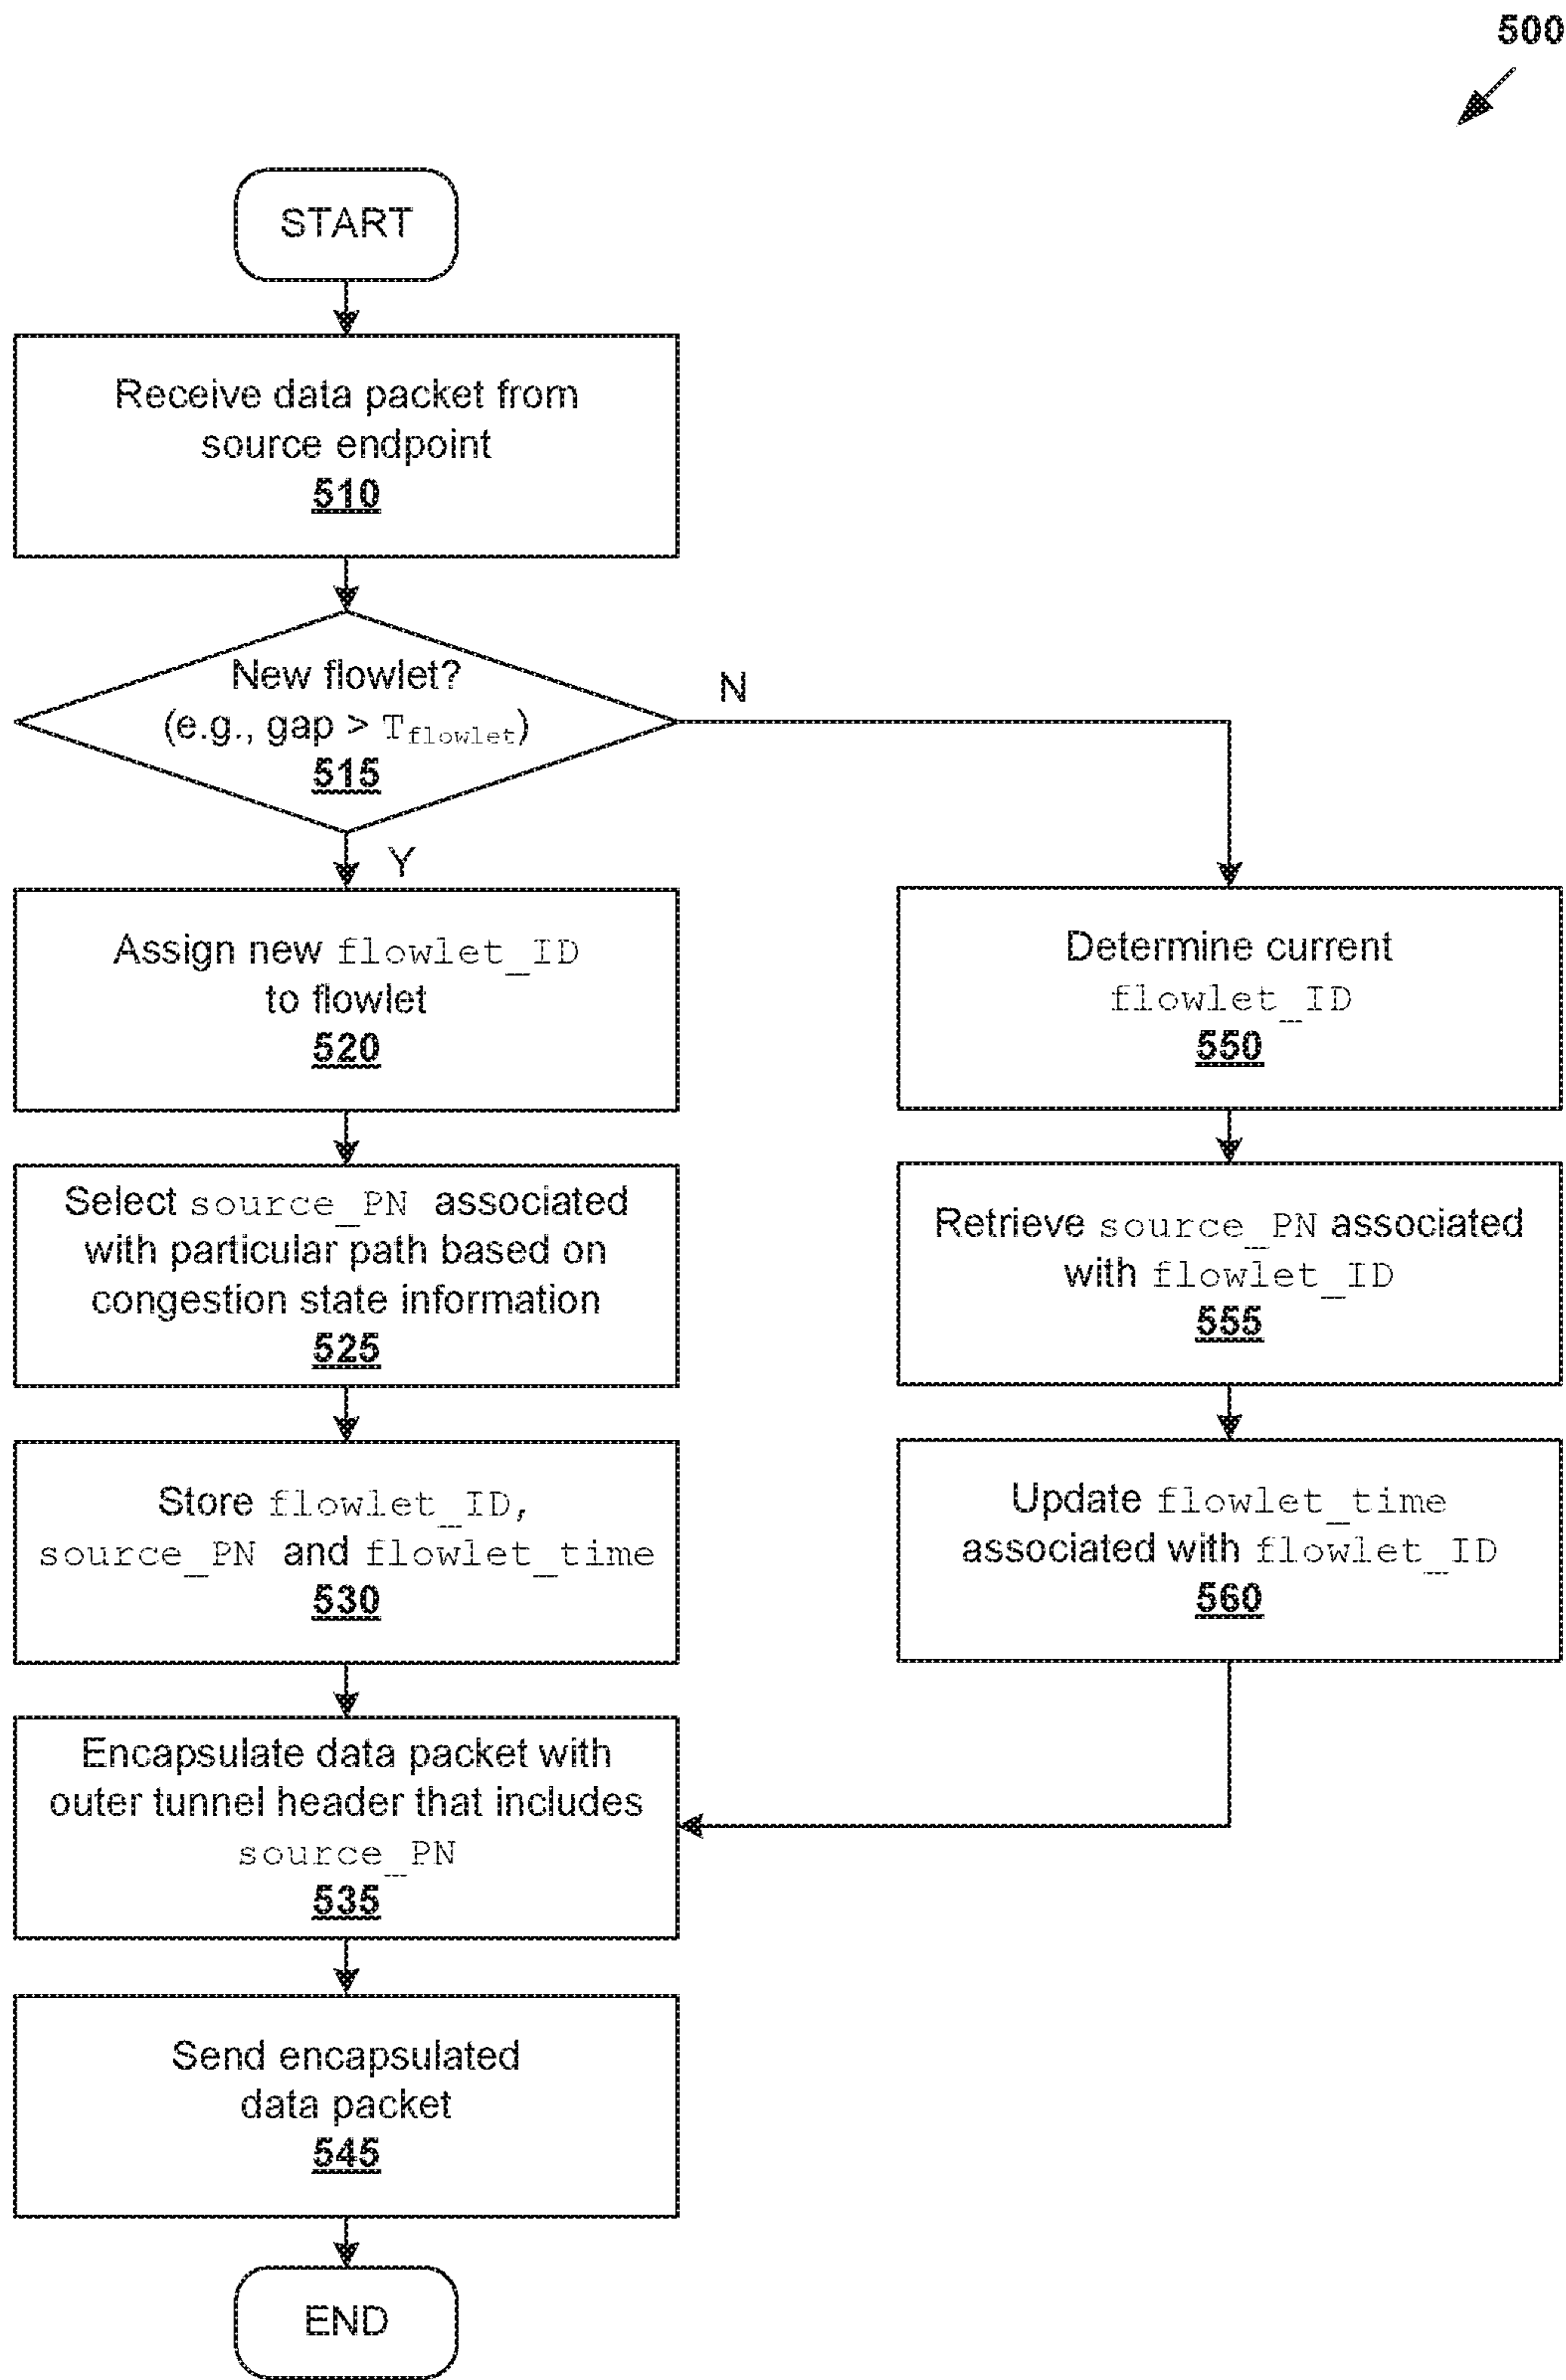 500
START
Receive data packet from
source endpoint
510
New flowlet?
(e.g., gap > Tflowlet)
515
N
Y
Assign new flowlet_ID
to flowlet
520
Select source_PN associated
with particular path based on
congestion state information
525
Store flowlet_ID,
source_PN and flowlet_time
530
Determine current
flowlet_ID
550
Retrieve source_PN associated
with flowlet_ID
555
Update flowlet_time
associated with flowlet_ID
560
Encapsulate data packet with
outer tunnel header that includes
source_PN
535
Send encapsulated
data packet
545
END